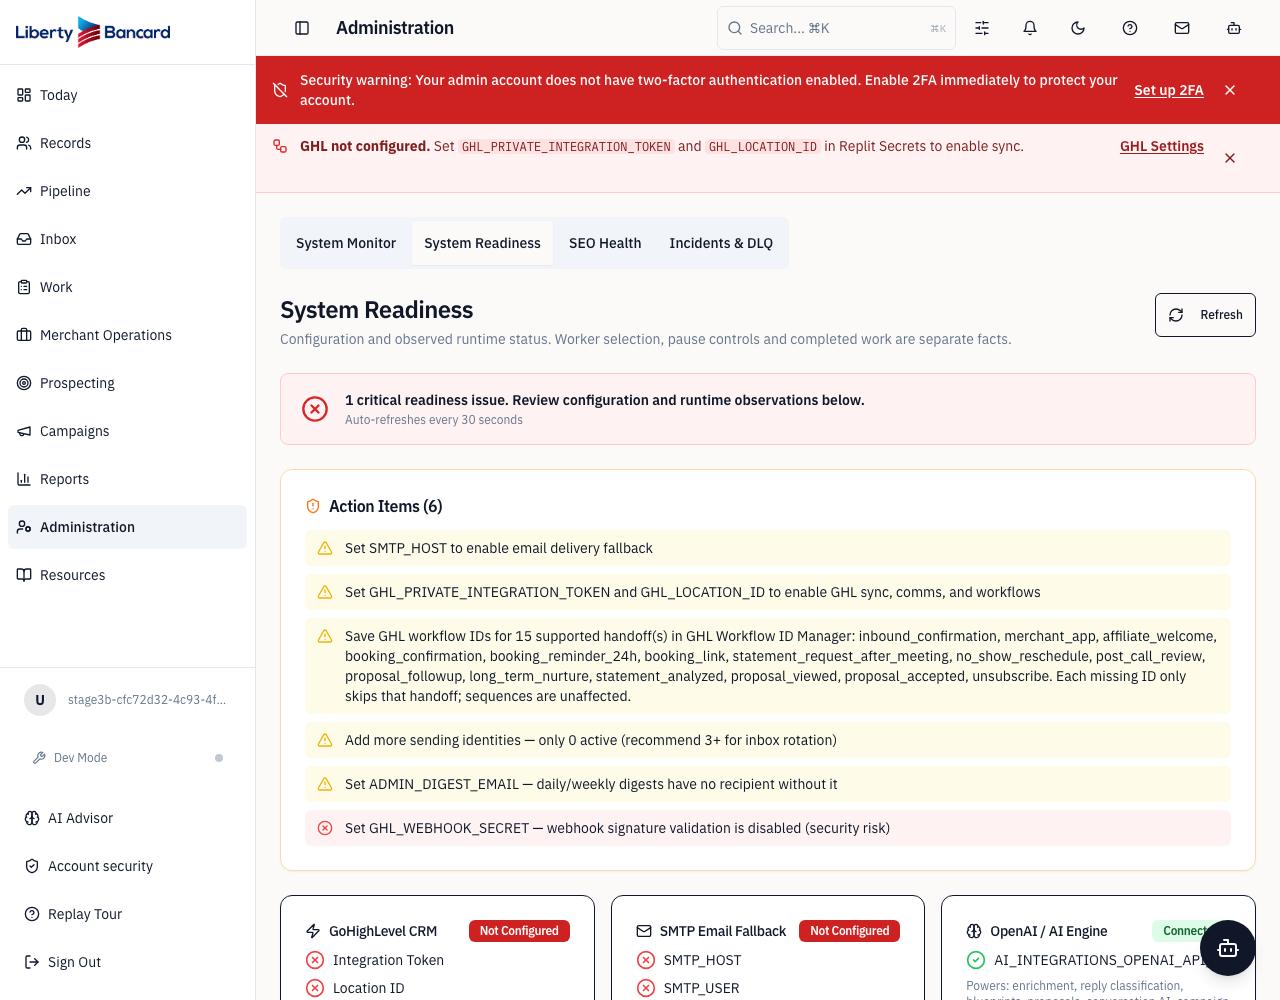 Liberty Bancard
Administration
Search... ⌘K
⌘K
Today
Records
Pipeline
Inbox
Work
Merchant Operations
Prospecting
Campaigns
Reports
Administration
Resources
U
stage3b-cfc72d32-4c93-4f...
Dev Mode
AI Advisor
Account security
Replay Tour
Sign Out
Security warning: Your admin account does not have two-factor authentication enabled. Enable 2FA immediately to protect your
account.
Set up 2FA
GHL not configured. Set GHL_PRIVATE_INTEGRATION_TOKEN and GHL_LOCATION_ID in Replit Secrets to enable sync.
GHL Settings
System Monitor
System Readiness
SEO Health
Incidents & DLQ
System Readiness
Configuration and observed runtime status. Worker selection, pause controls and completed work are separate facts.
Refresh
1 critical readiness issue. Review configuration and runtime observations below.
Auto-refreshes every 30 seconds
Action Items (6)
Set SMTP_HOST to enable email delivery fallback
Set GHL_PRIVATE_INTEGRATION_TOKEN and GHL_LOCATION_ID to enable GHL sync, comms, and workflows
Save GHL workflow IDs for 15 supported handoff(s) in GHL Workflow ID Manager: inbound_confirmation, merchant_app, affiliate_welcome,
booking_confirmation, booking_reminder_24h, booking_link, statement_request_after_meeting, no_show_reschedule, post_call_review,
proposal_followup, long_term_nurture, statement_analyzed, proposal_viewed, proposal_accepted, unsubscribe. Each missing ID only
skips that handoff; sequences are unaffected.
Add more sending identities — only 0 active (recommend 3+ for inbox rotation)
Set ADMIN_DIGEST_EMAIL — daily/weekly digests have no recipient without it
Set GHL_WEBHOOK_SECRET — webhook signature validation is disabled (security risk)
GoHighLevel CRM
Not Configured
Integration Token
Location ID
SMTP Email Fallback
Not Configured
SMTP_HOST
SMTP_USER
OpenAI / AI Engine
AI_INTEGRATIONS_OPENAI_API
Powers: enrichment, reply classification,